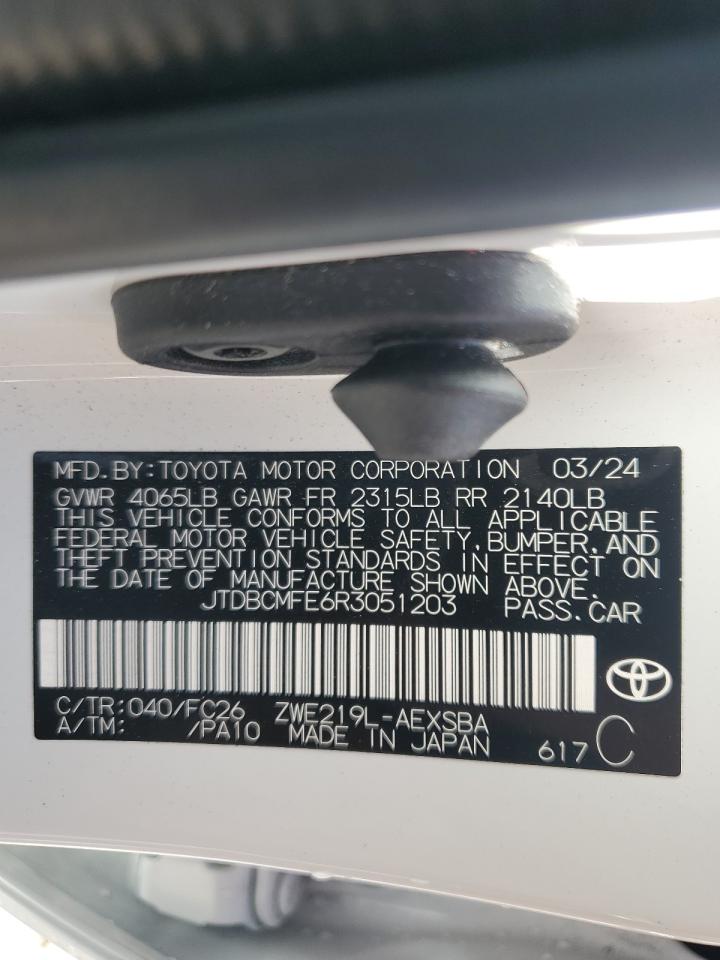 MFD. BY: TOYOTA MOTOR CORPORATION 03/24
GVWR 4065LB GAWR FR 2315LB RR 2140LB
THIS VEHICLE CONFORMS TO ALL APPLICABLE
FEDERAL MOTOR VEHICLE SAFETY, BUMPER, AND
THEFT PREVENTION STANDARDS IN EFFECT ON
THE DATE OF MANUFACTURE SHOWN ABOVE.
JTDBCMFE6R3051203 PASS. CAR
C/TR: 040/FC26 ZWE219L-AEXSBA
A/TM: /PA10 MADE IN JAPAN 617 C